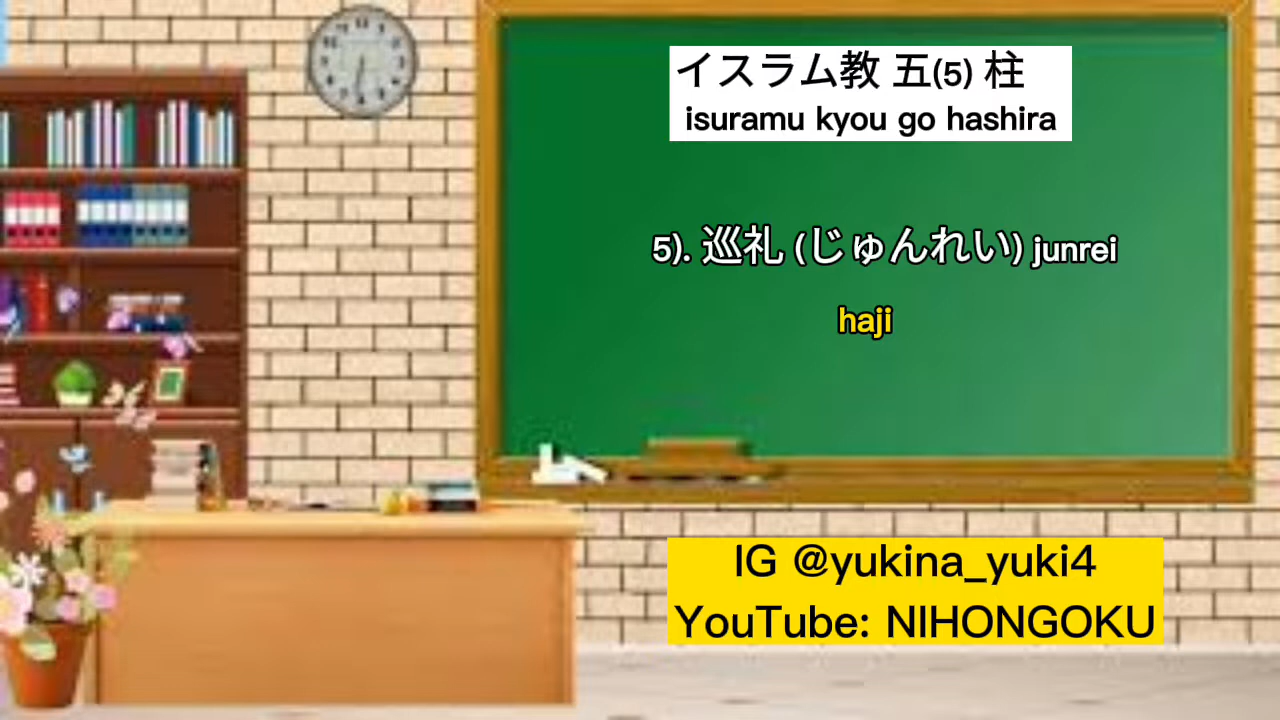 イスラム教 五(5) 柱
isuramu kyou go hashira
5). 巡礼 (じゅんれい) junrei
haji
IG @yukina_yuki4
YouTube: NIHONGOKU